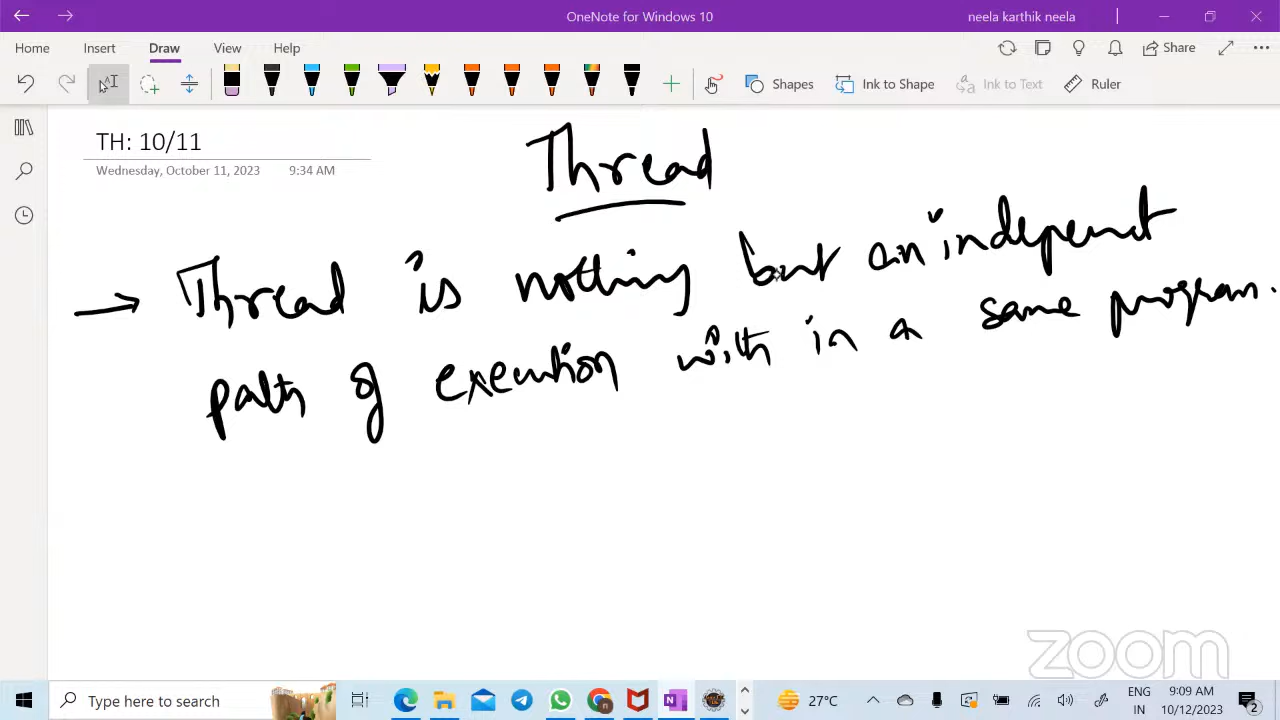 OneNote for Windows 10
neela karthik neela
Home Insert Draw View Help
Share
Shapes Ink to Shape Ink to Text Ruler
TH: 10/11
Wednesday, October 11, 2023 9:34 AM
Thread
→ Thread is nothing but an indepenct
path of execution with in a same program.
zoom
Type here to search
27°C
ENG
IN
9:09 AM
10/12/2023
2